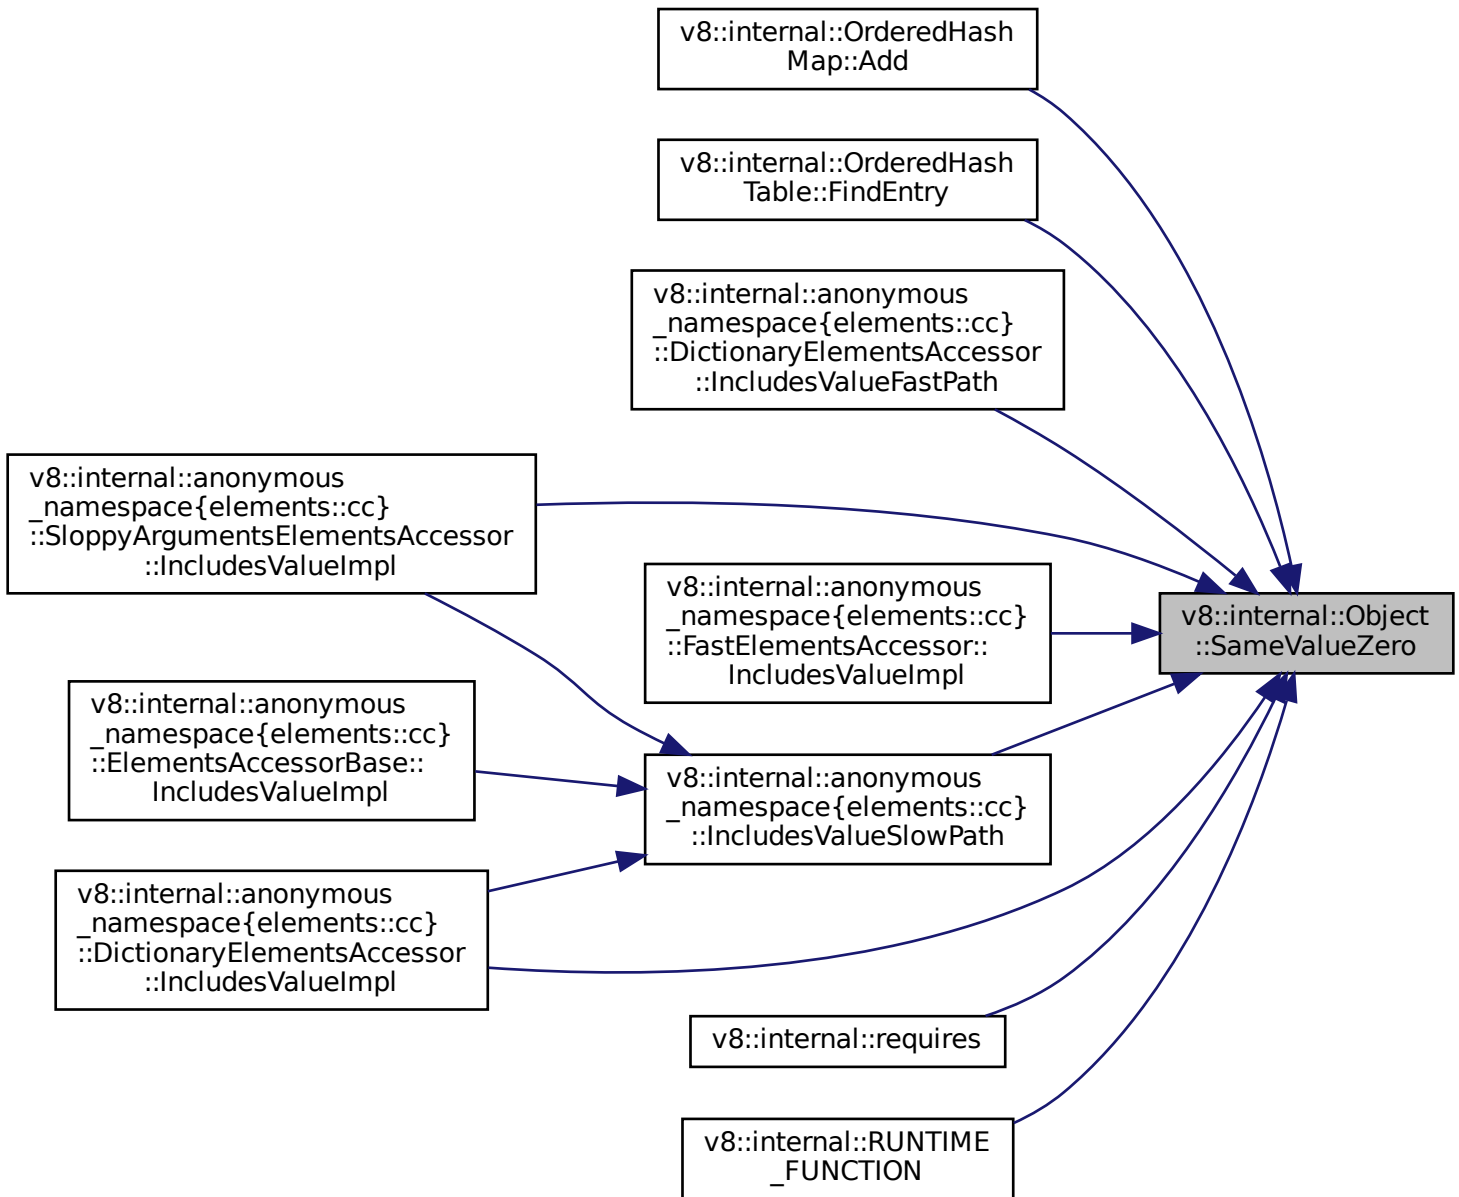 v8::internal::OrderedHash
Map::Add
v8::internal::OrderedHash
Table::FindEntry
v8::internal::anonymous
_namespace{elements::cc}
::DictionaryElementsAccessor
::IncludesValueFastPath
v8::internal::anonymous
_namespace{elements::cc}
::SloppyArgumentsElementsAccessor
::IncludesValueImpl
v8::internal::anonymous
_namespace{elements::cc}
::FastElementsAccessor::
IncludesValueImpl
v8::internal::Object
::SameValueZero
v8::internal::anonymous
_namespace{elements::cc}
::ElementsAccessorBase::
IncludesValueImpl
v8::internal::anonymous
_namespace{elements::cc}
::IncludesValueSlowPath
v8::internal::anonymous
_namespace{elements::cc}
::DictionaryElementsAccessor
::IncludesValueImpl
v8::internal::requires
v8::internal::RUNTIME
_FUNCTION